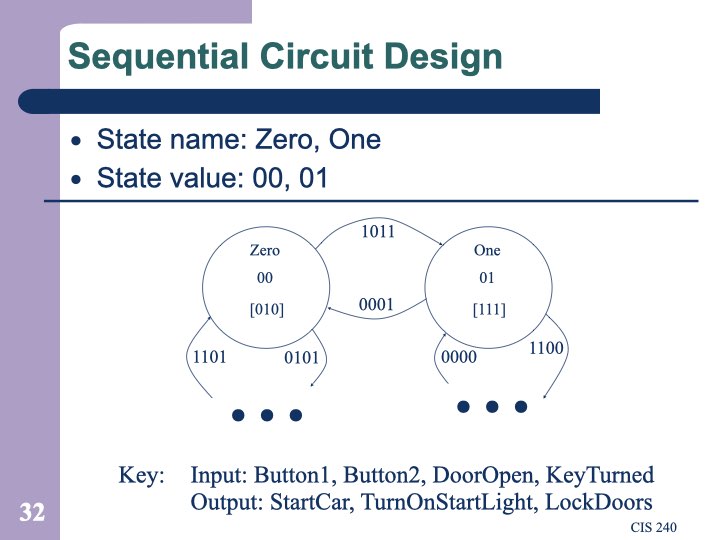 Sequential Circuit Design
• State name: Zero, One
• State value: 00, 01
1011
Zero
One
00
01
[010]
0001
[111]
1101
0101
0000
1100
• • •
• • •
Key: Input: Button1, Button2, DoorOpen, KeyTurned
Output: StartCar, TurnOnStartLight, LockDoors
32
CIS 240